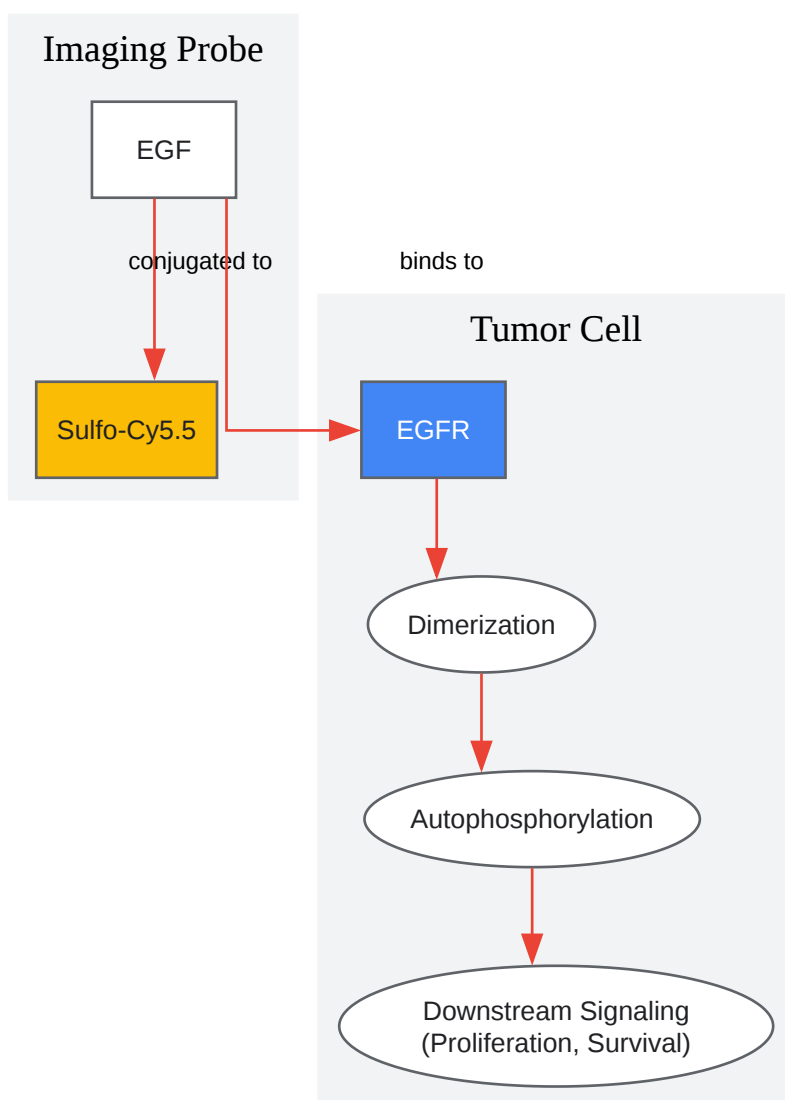 Imaging Probe
EGF
conjugated to
binds to
Tumor Cell
Sulfo-Cy5.5
EGFR
Dimerization
Autophosphorylation
Downstream Signaling
(Proliferation, Survival)